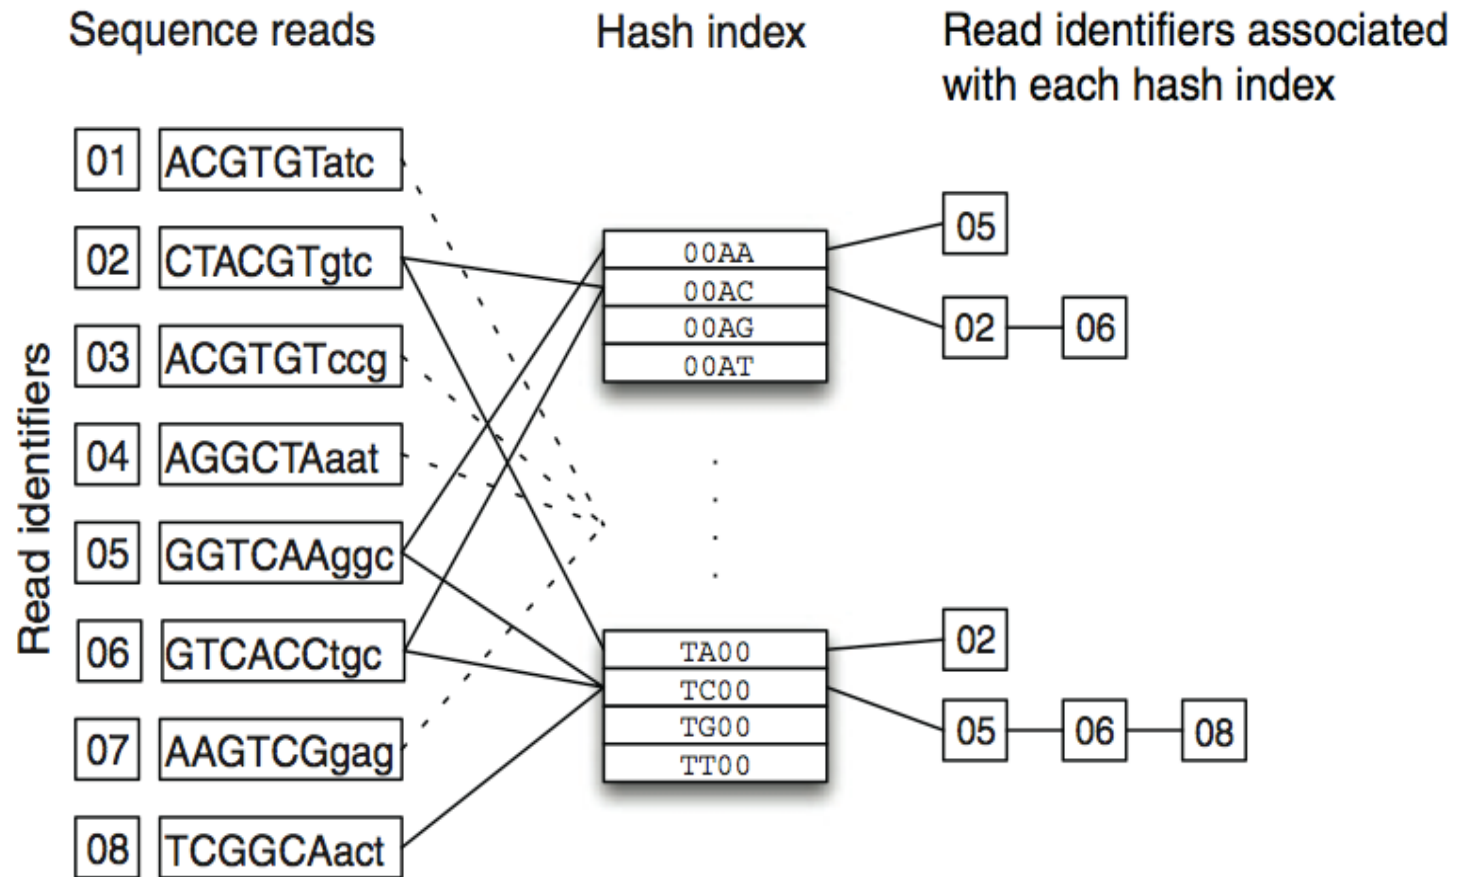 Sequence reads
Hash index
Read identifiers associated
with each hash index
Read identifiers
01 ACGTGTatc
02 CTACGTgtc
03 ACGTGTccg
04 AGGCTAaat
05 GGTCAAggc
06 GTCACCtgc
07 AAGTCGgag
08 TCGGCAact
00AA
00AC
00AG
00AT
TA00
TC00
TG00
TT00
05
02 06
02
05 06 08